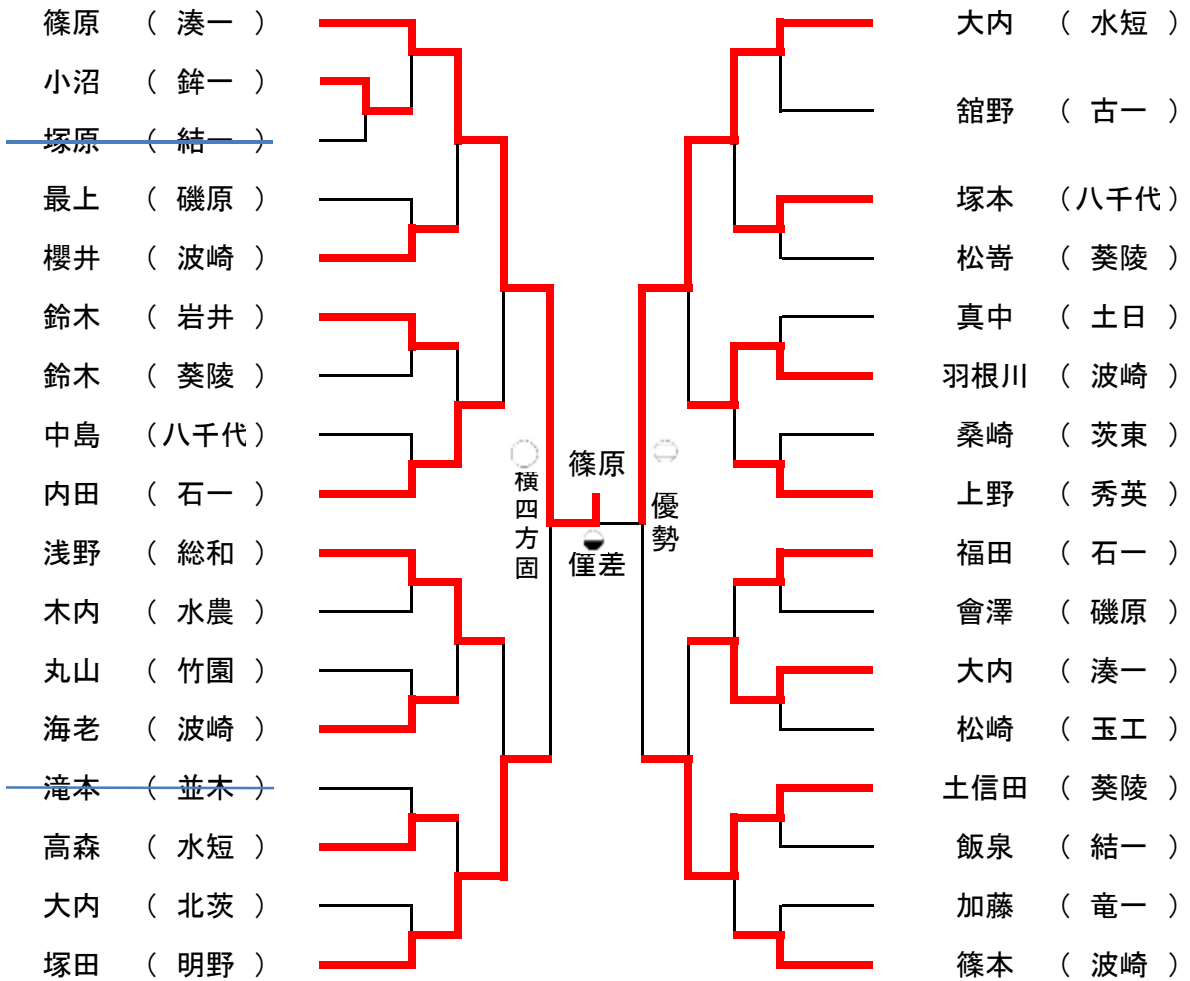 篠原 ( 湊一 )
小沼 ( 鉾一 )
塚原 ( 結一 )
最上 ( 磯原 )
櫻井 ( 波崎 )
鈴木 ( 岩井 )
鈴木 ( 葵陵 )
中島 (八千代)
内田 ( 石一 )
浅野 ( 総和 )
木内 ( 水農 )
丸山 ( 竹園 )
海老 ( 波崎 )
滝本 ( 並木 )
高森 ( 水短 )
大内 ( 北茨 )
塚田 ( 明野 )
横四方固
篠原
僅差
優勢
大内 ( 水短 )
舘野 ( 古一 )
塚本 (八千代)
松嵜 ( 葵陵 )
真中 ( 土日 )
羽根川 ( 波崎 )
桑崎 ( 茨東 )
上野 ( 秀英 )
福田 ( 石一 )
會澤 ( 磯原 )
大内 ( 湊一 )
松崎 ( 玉工 )
土信田 ( 葵陵 )
飯泉 ( 結一 )
加藤 ( 竜一 )
篠本 ( 波崎 )